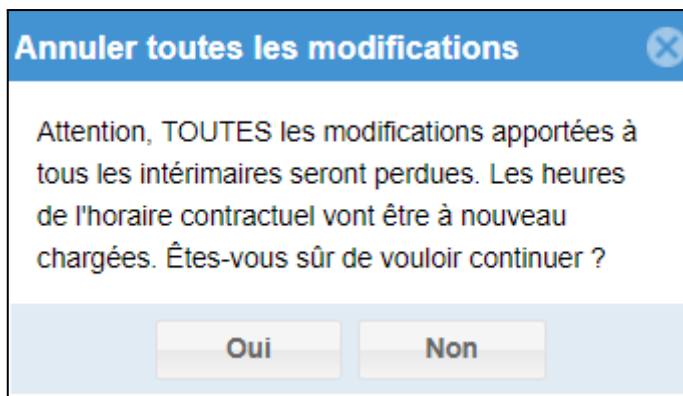 Annuler toutes les modifications
Attention, TOUTES les modifications apportées à
tous les intérimaires seront perdues. Les heures
de l'horaire contractuel vont être à nouveau
chargées. Êtes-vous sûr de vouloir continuer ?
Oui Non